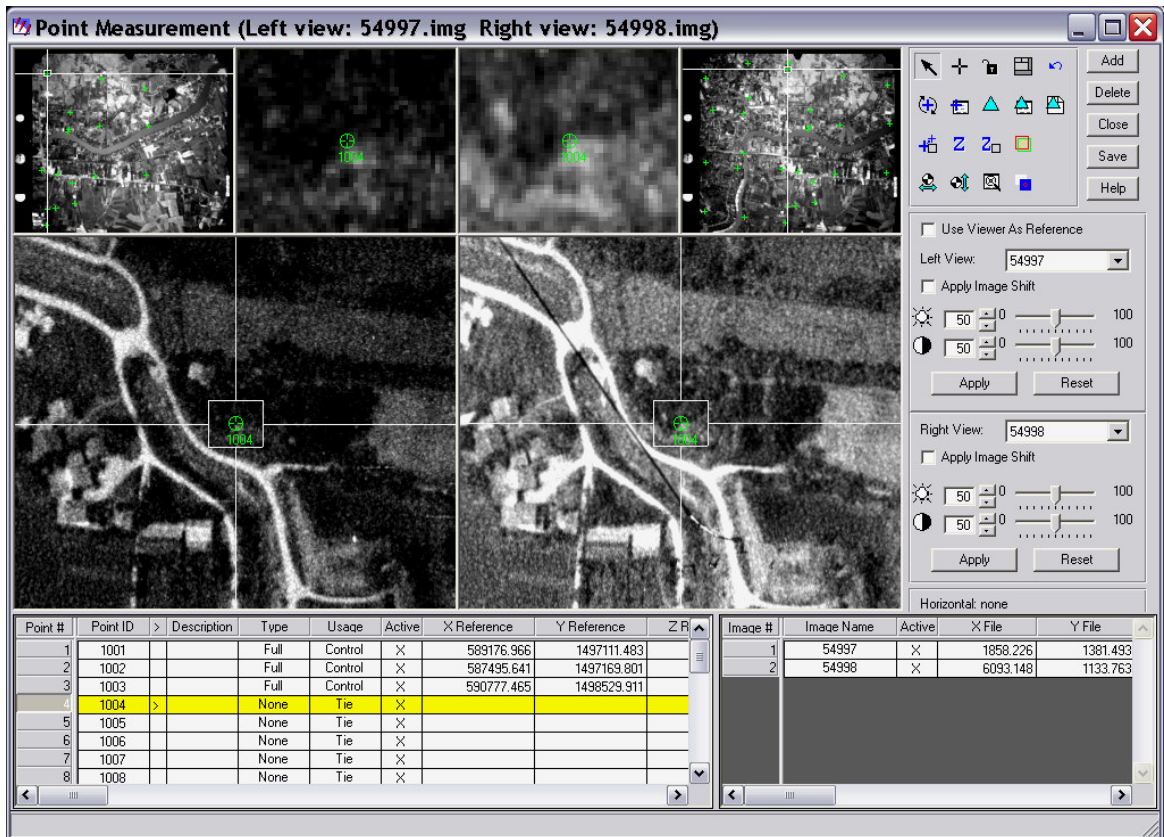 Point Measurement (Left view: 54997.img Right view: 54998.img)
1004
1004
1004
1004
Add
Delete
Close
Save
Help
Z
Z
Use Viewer As Reference
Left View: 54997
Apply Image Shift
50 0 100
50 0 100
Apply Reset
Right View: 54998
Apply Image Shift
50 0 100
50 0 100
Apply Reset
Horizontal: none
Point # Point ID > Description Type Usage Active X Reference Y Reference Z R
1 1001 Full Control X 589176.966 1497111.483
2 1002 Full Control X 587495.641 1497169.801
3 1003 Full Control X 590777.465 1498529.911
4 1004 > None Tie X
5 1005 None Tie X
6 1006 None Tie X
7 1007 None Tie X
8 1008 None Tie X
Image # Image Name Active X File Y File
1 54997 X 1858.226 1381.493
2 54998 X 6093.148 1133.763